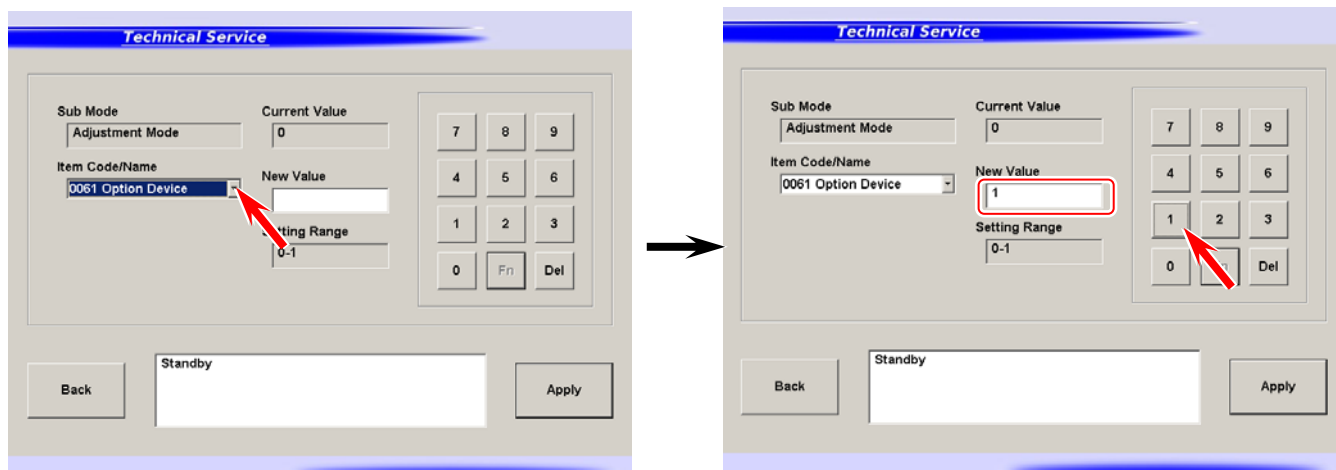 Technical Service
Sub Mode
Adjustment Mode
Item Code/Name
0061 Option Device
Current Value
0
New Value
Setting Range
0-1
7 8 9
4 5 6
1 2 3
0 Fn Del
Back
Standby
Apply
Technical Service
Sub Mode
Adjustment Mode
Item Code/Name
0061 Option Device
Current Value
0
New Value
1
Setting Range
0-1
7 8 9
4 5 6
1 2 3
0 Del
Back
Standby
Apply